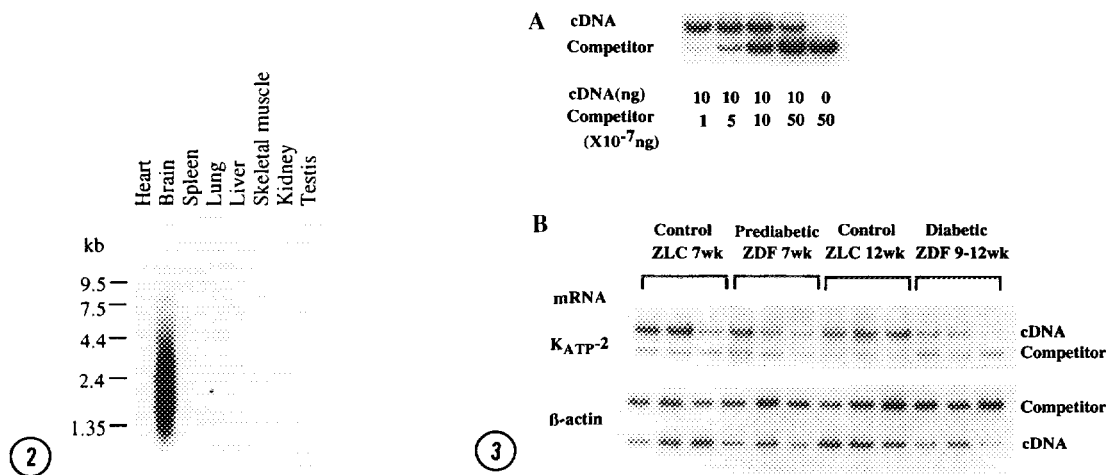 Heart
Brain
Spleen
Lung
Liver
Skeletal muscle
Kidney
Testis
kb
9.5
7.5
4.4
2.4
1.35
2
A
cDNA
Competitor
cDNA(ng) 10 10 10 10 0
Competitor 1 5 10 50 50
(X10-7ng)
B
Control Prediabetic Control Diabetic
ZLC 7wk ZDF 7wk ZLC 12wk ZDF 9-12wk
mRNA
KATP-2
cDNA
Competitor
ß-actin
Competitor
cDNA
3